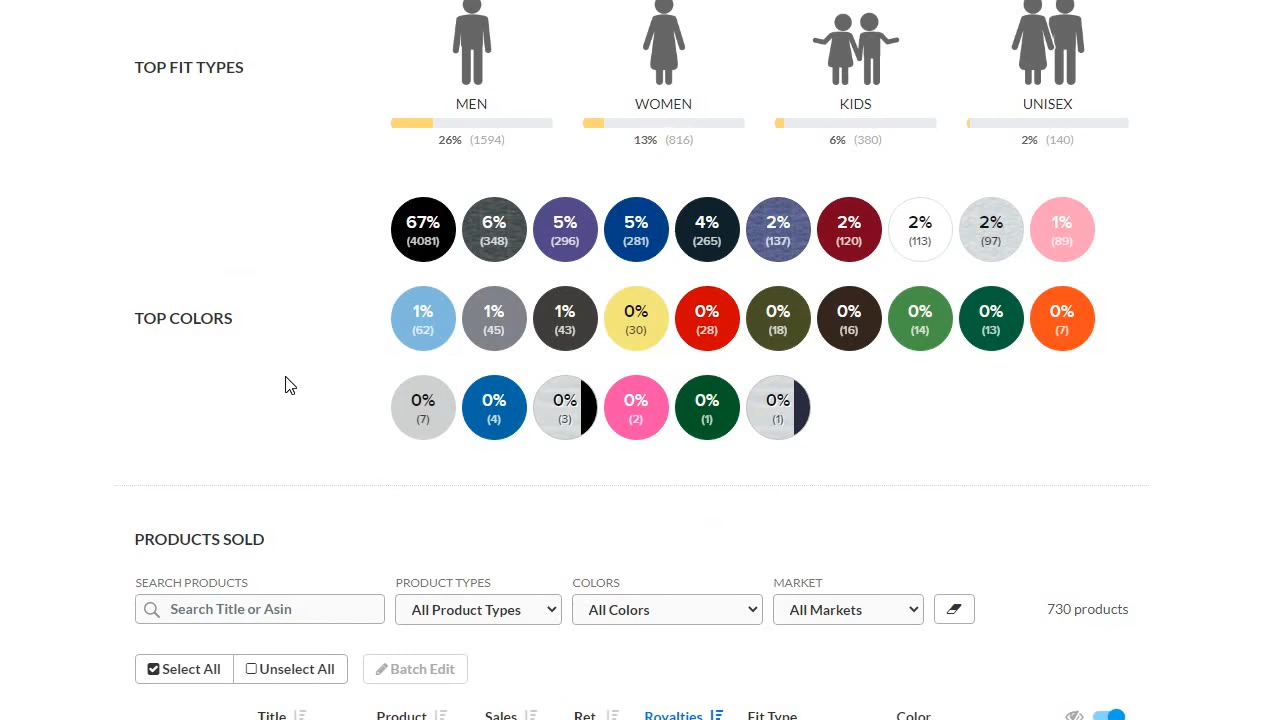 TOP FIT TYPES
MEN WOMEN KIDS UNISEX
26% (1594) 13% (816) 6% (380) 2% (140)
67% 6% 5% 5% 4% 2% 2% 2% 2% 1%
(4081) (348) (296) (281) (265) (137) (120) (113) (97) (89)
TOP COLORS
1% 1% 1% 0% 0% 0% 0% 0% 0% 0%
(62) (45) (43) (30) (28) (18) (16) (14) (13) (7)
0% 0% 0% 0% 0% 0%
(7) (4) (3) (2) (1) (1)
PRODUCTS SOLD
SEARCH PRODUCTS PRODUCT TYPES COLORS MARKET
Search Title or Asin All Product Types All Colors All Markets 730 products
Select All Unselect All Batch Edit
Title Product Sales Ret. Royalties Fit Type Color